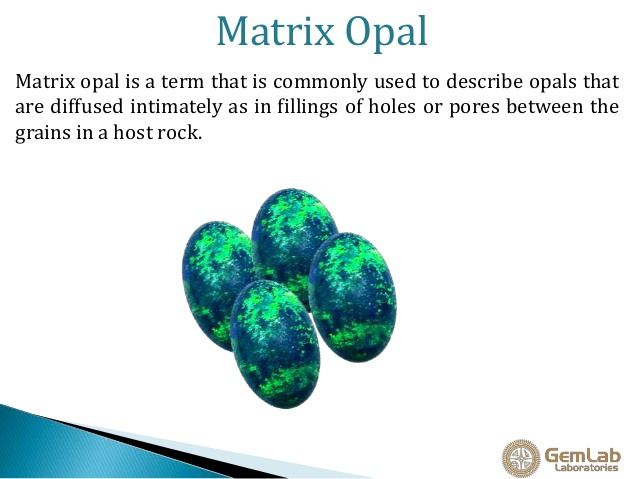 Matrix Opal
Matrix opal is a term that is commonly used to describe opals that
are diffused intimately as in fillings of holes or pores between the
grains in a host rock.
GemLab
Laboratories